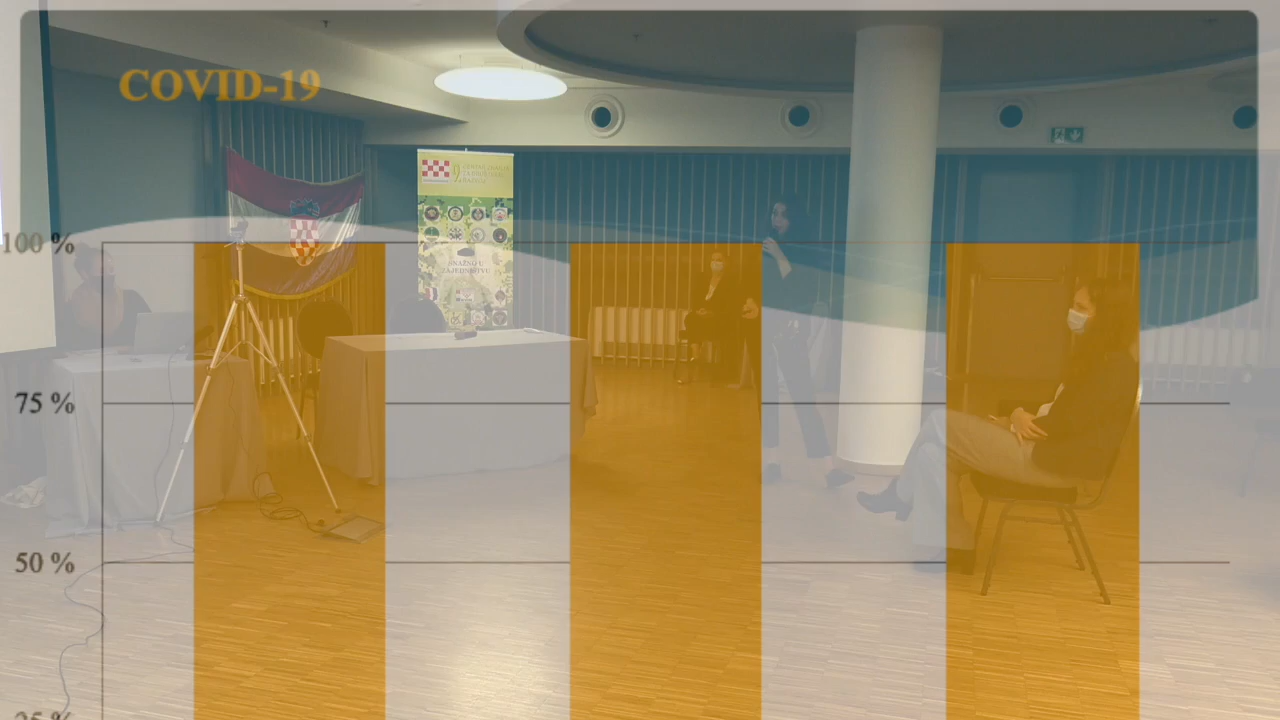 COVID-19
100 %
75 %
50 %
25 %
SNAŽNO U
ZAJEDNIŠTVU